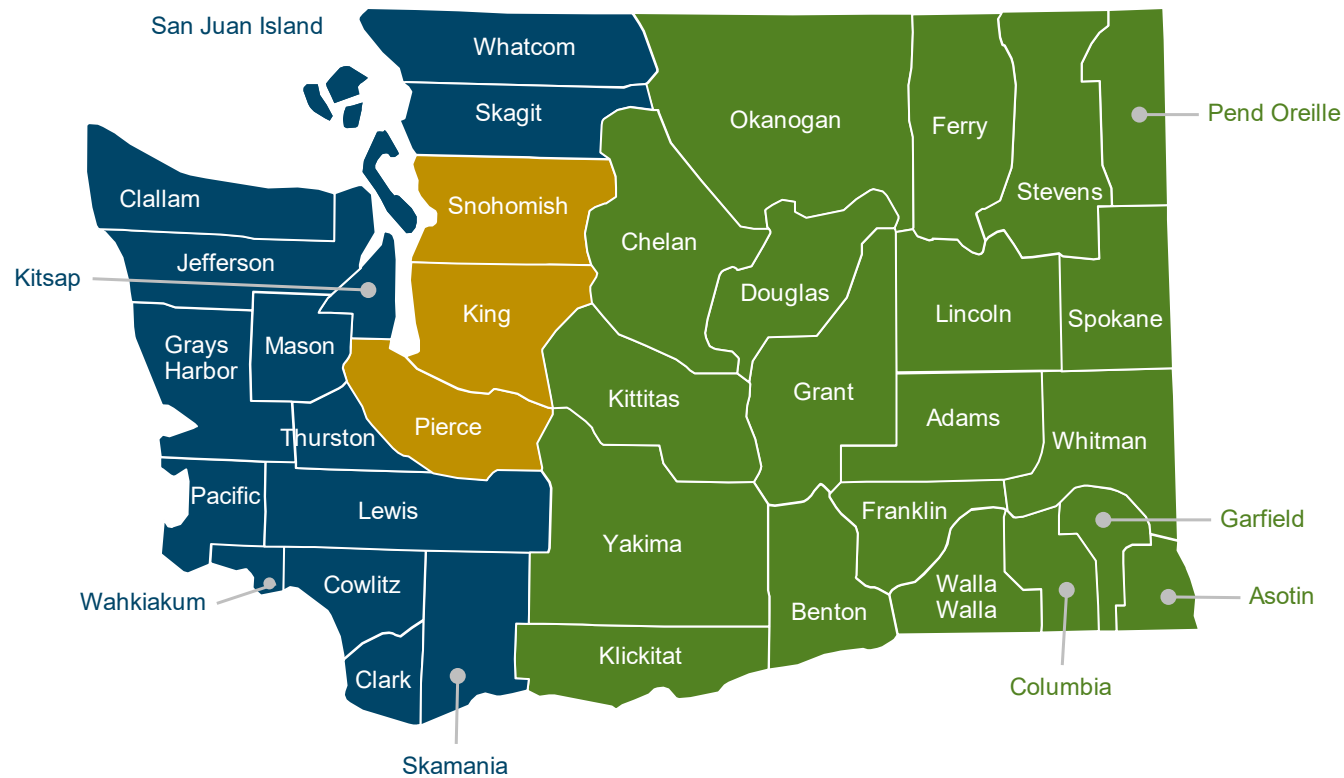 San Juan Island
Whatcom
Skagit
Okanogan
Ferry
Pend Oreille
Stevens
Clallam
Snohomish
Chelan
Jefferson
Kitsap
Douglas
King
Lincoln
Spokane
Grays
Harbor
Mason
Kittitas
Grant
Adams
Thurston
Pierce
Whitman
Pacific
Lewis
Franklin
Garfield
Yakima
Cowlitz
Walla
Walla
Wahkiakum
Benton
Asotin
Klickitat
Clark
Columbia
Skamania